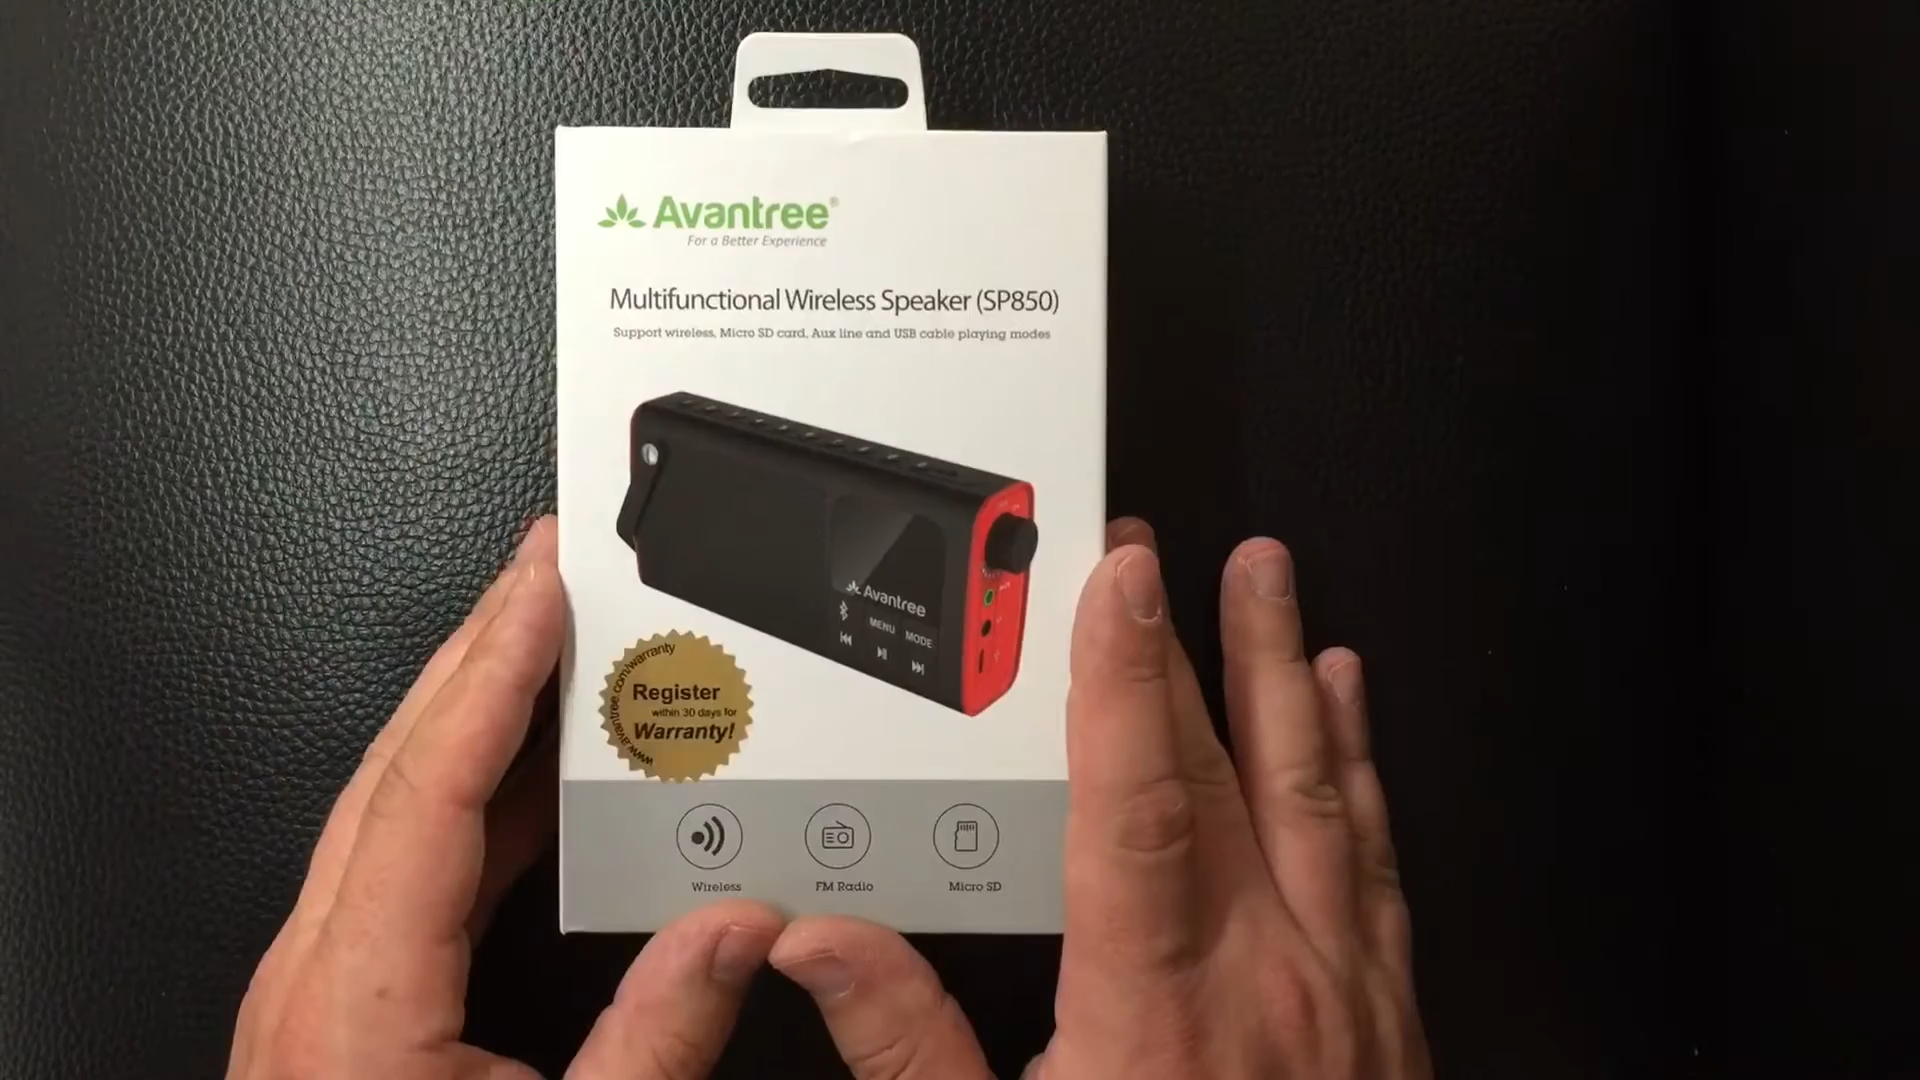 Avantree®
For a Better Experience
Multifunctional Wireless Speaker (SP850)
Support wireless, Micro SD card, Aux line and USB cable playing modes
Avantree
MENU MODE
www.avantree.com/warranty
Register
within 30 days for
Warranty!
Wireless FM Radio Micro SD